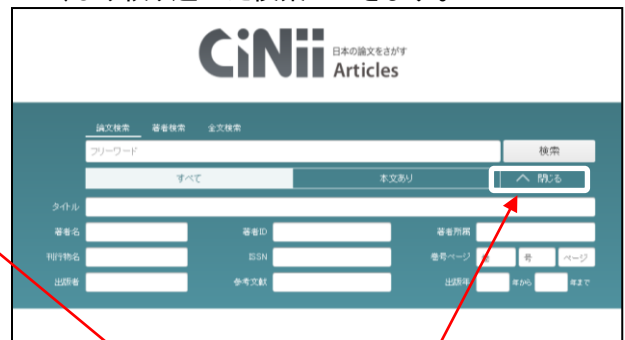 CiNii 日本の論文をさがす
Articles
論文検索 著者検索 全文検索
フリーワード 検索
すべて 本文あり 閉じる
タイトル
著者名 著者ID 著者所属
刊行物名 ISSN 巻号ページ 号 ページ
出版者 参考文献 出版年 年から 年まで